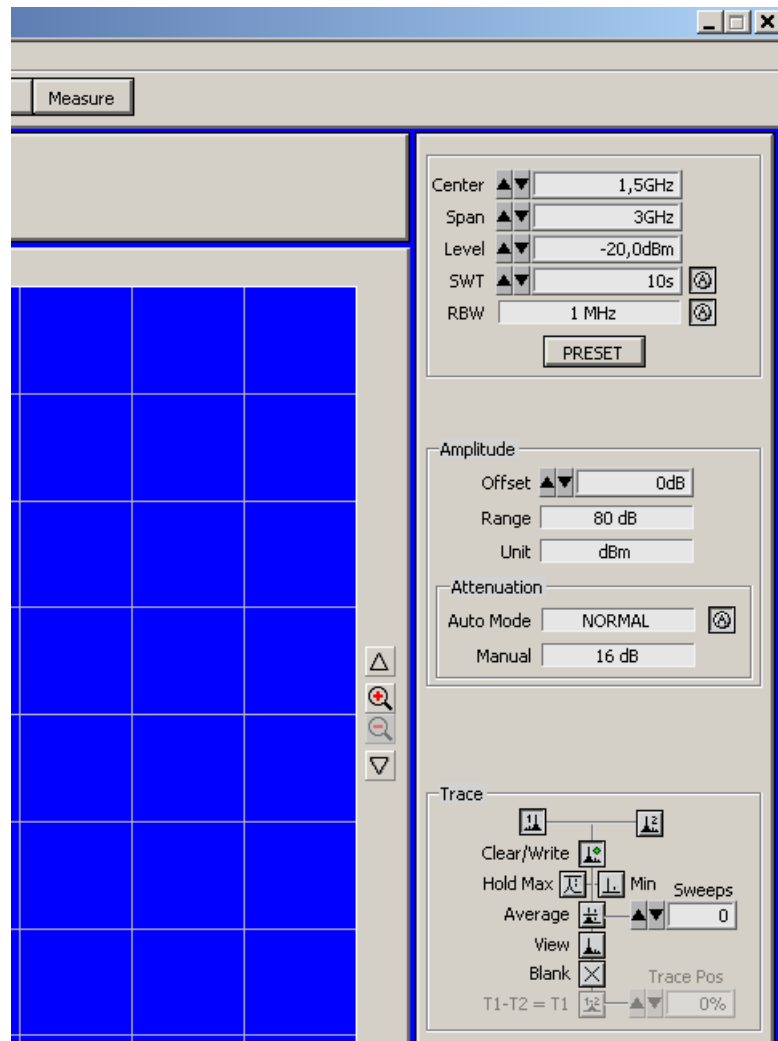 Measure
Center 1,5GHz
Span 3GHz
Level -20,0dBm
SWT 10s
RBW 1 MHz
PRESET
Amplitude
Offset 0dB
Range 80 dB
Unit dBm
Attenuation
Auto Mode NORMAL
Manual 16 dB
Trace
1 2
Clear/Write
Hold Max Min Sweeps
Average 0
View
Blank Trace Pos
T1-T2 = T1 0%